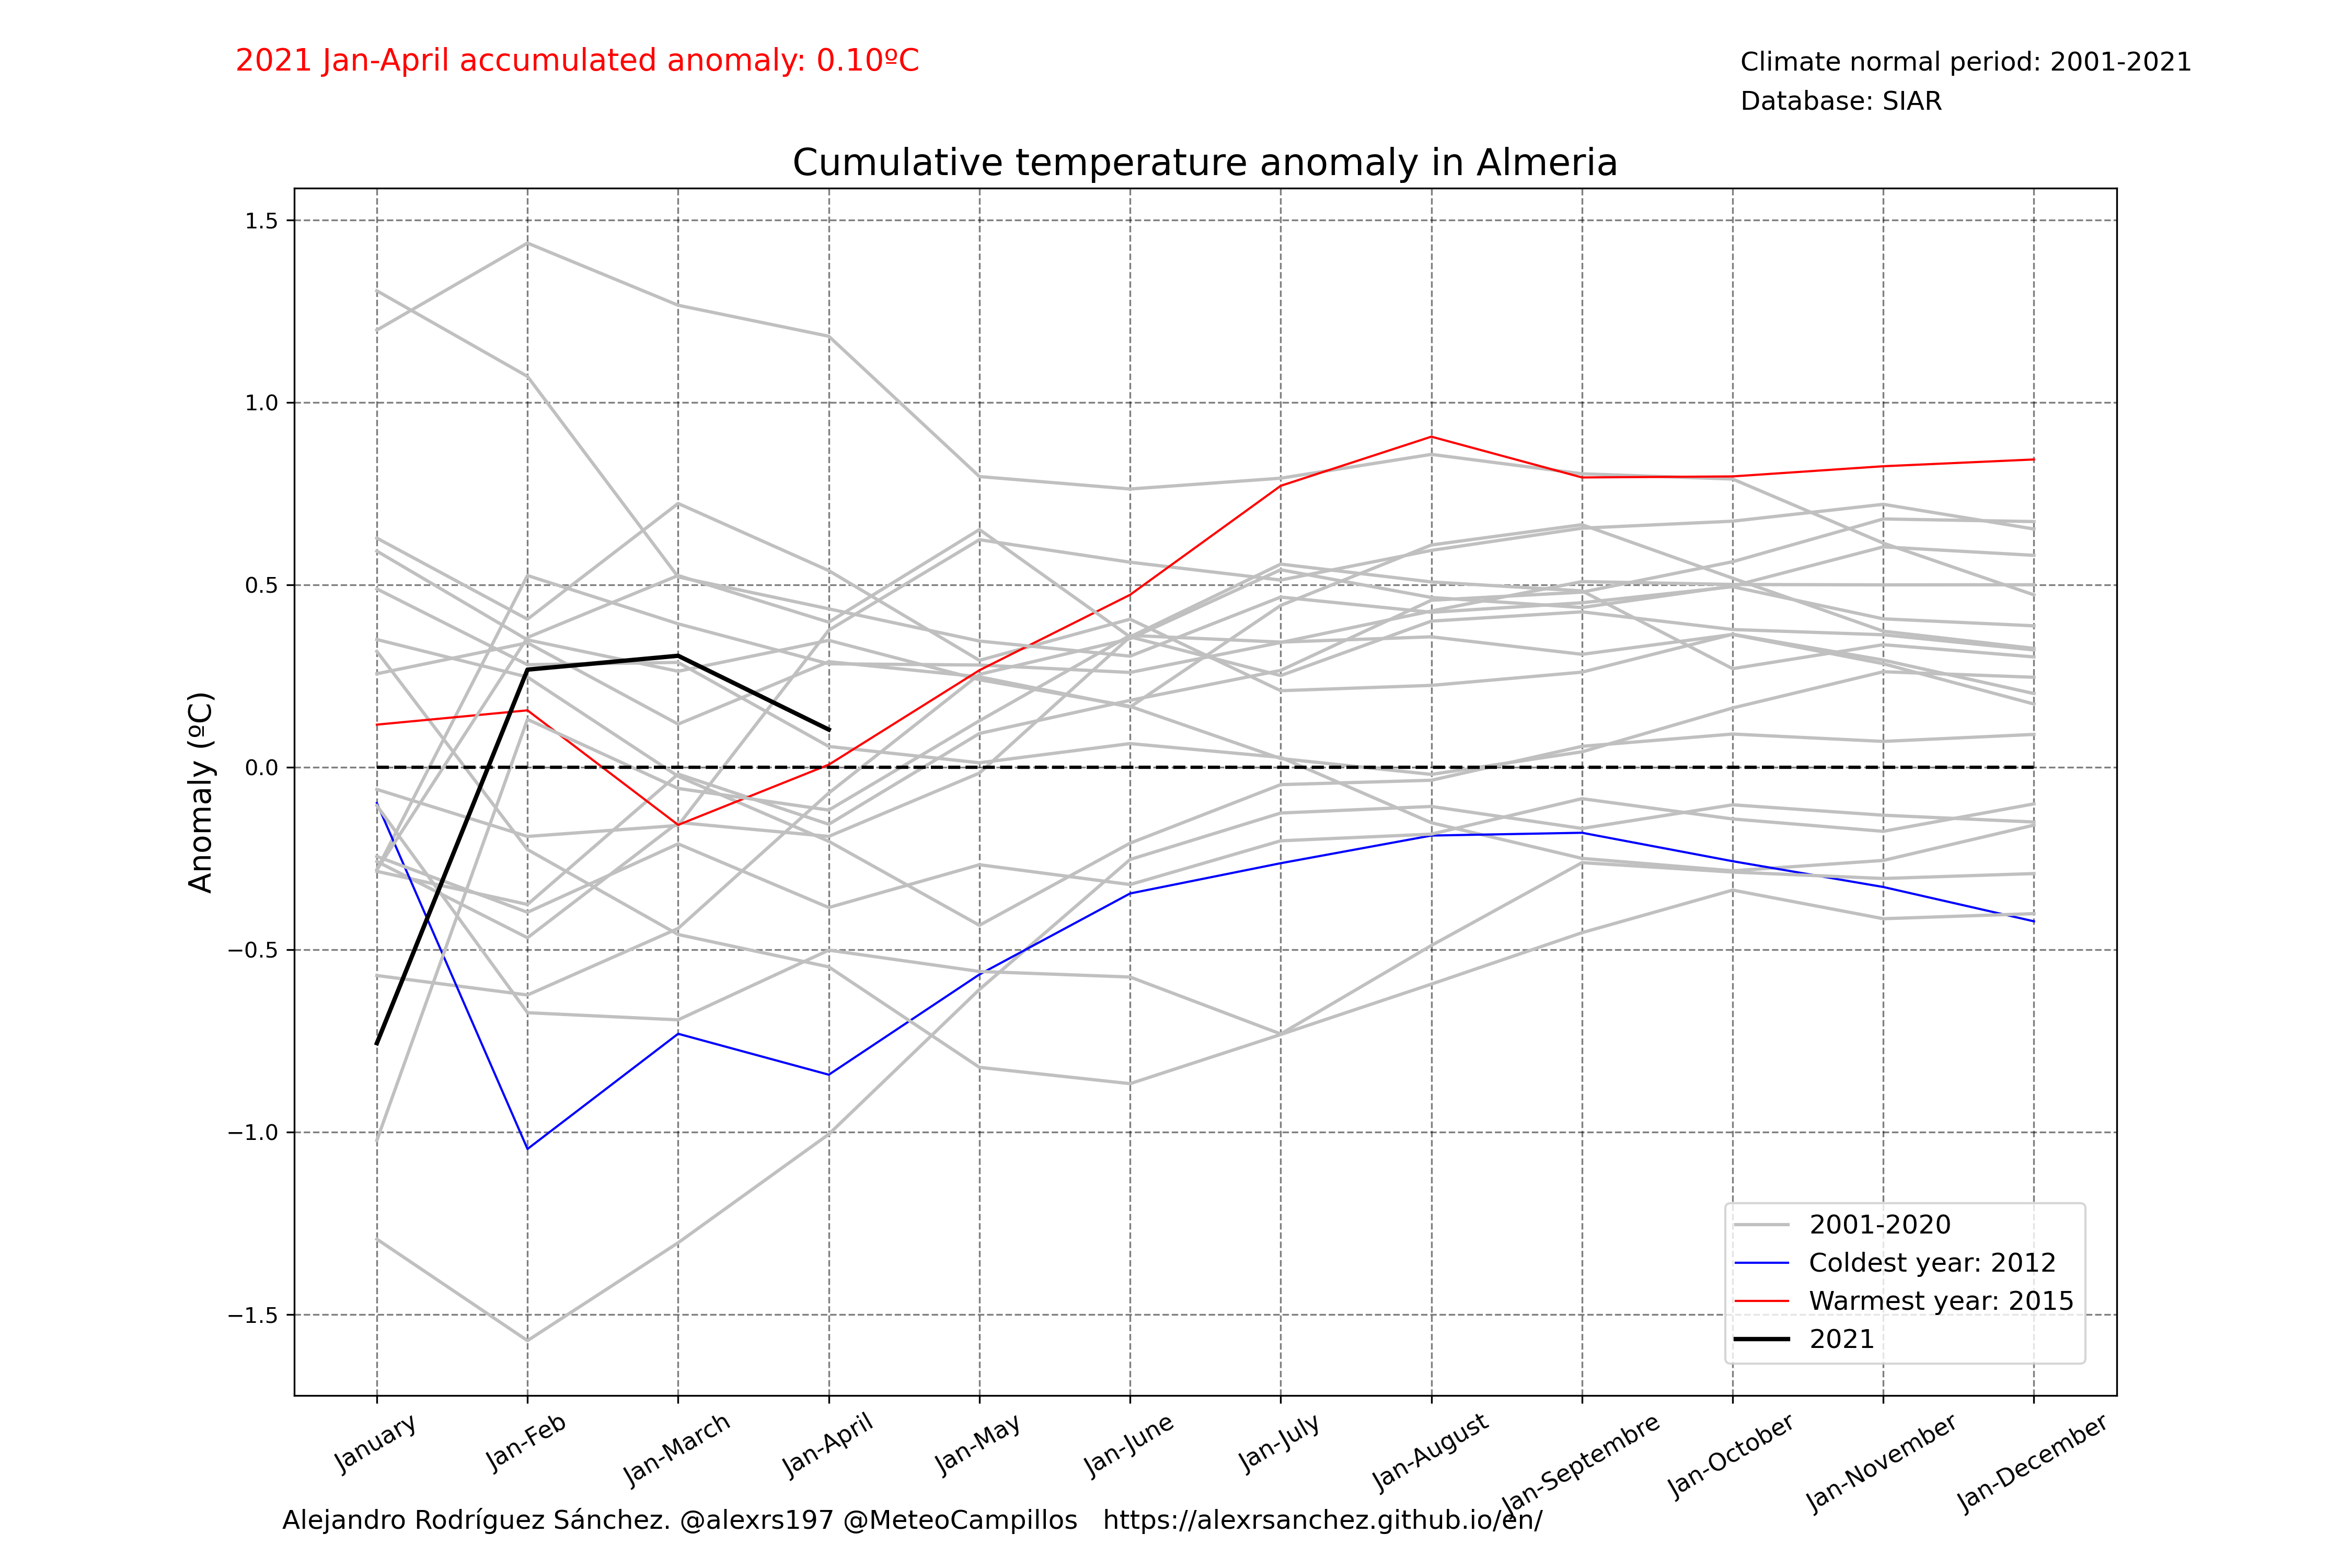 2021 Jan-April accumulated anomaly: 0.10ºC
Climate normal period: 2001-2021
Database: SIAR
Cumulative temperature anomaly in Almeria
Anomaly (ºC)
1.5
1.0
0.5
0.0
−0.5
−1.0
−1.5
2001-2020
Coldest year: 2012
Warmest year: 2015
2021
January
Jan-Feb
Jan-March
Jan-April
Jan-May
Jan-June
Jan-July
Jan-August
Jan-Septembre
Jan-October
Jan-November
Jan-December
Alejandro Rodríguez Sánchez. @alexrs197 @MeteoCampillos   https://alexrsanchez.github.io/en/